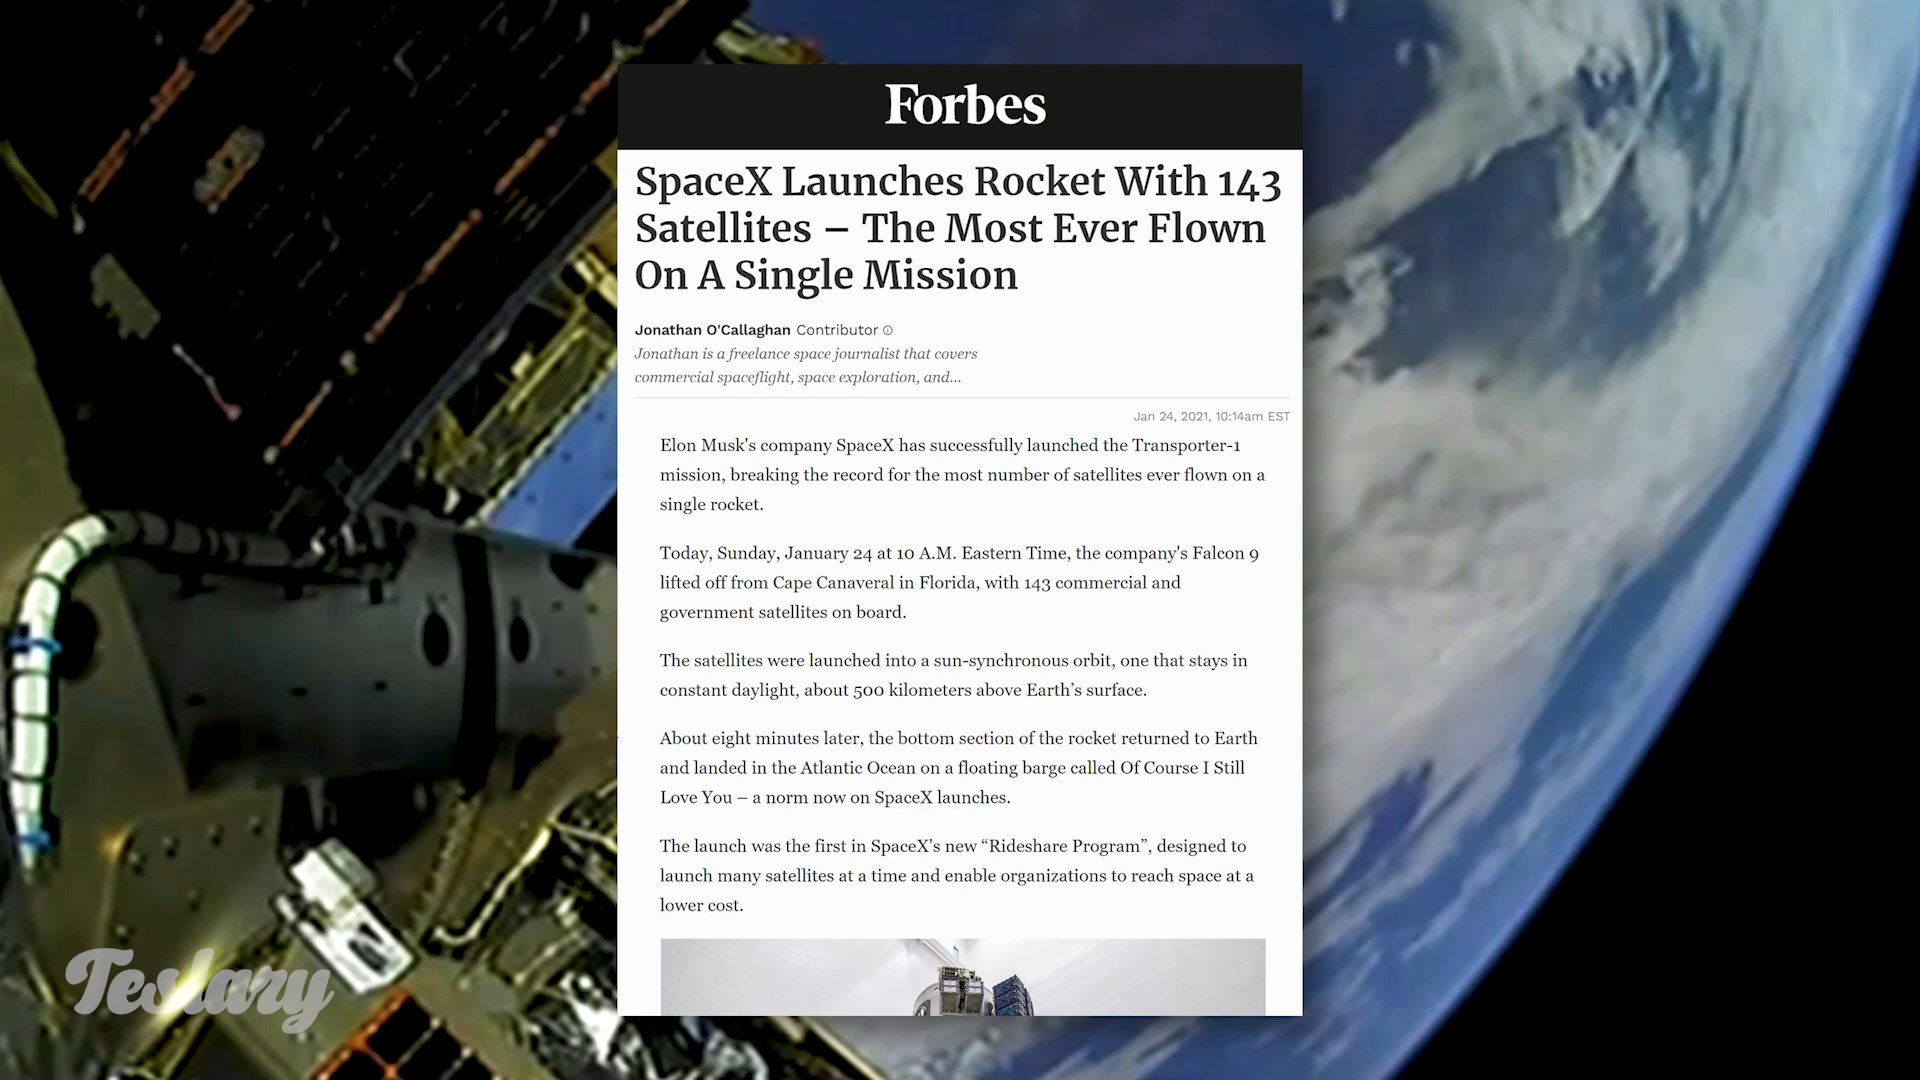 Forbes
SpaceX Launches Rocket With 143
Satellites – The Most Ever Flown
On A Single Mission
Jonathan O'Callaghan Contributor
Jonathan is a freelance space journalist that covers
commercial spaceflight, space exploration, and...
Jan 24, 2021, 10:14am EST
Elon Musk's company SpaceX has successfully launched the Transporter-1
mission, breaking the record for the most number of satellites ever flown on a
single rocket.
Today, Sunday, January 24 at 10 A.M. Eastern Time, the company's Falcon 9
lifted off from Cape Canaveral in Florida, with 143 commercial and
government satellites on board.
The satellites were launched into a sun-synchronous orbit, one that stays in
constant daylight, about 500 kilometers above Earth’s surface.
About eight minutes later, the bottom section of the rocket returned to Earth
and landed in the Atlantic Ocean on a floating barge called Of Course I Still
Love You – a norm now on SpaceX launches.
The launch was the first in SpaceX's new “Rideshare Program”, designed to
launch many satellites at a time and enable organizations to reach space at a
lower cost.
Teslary